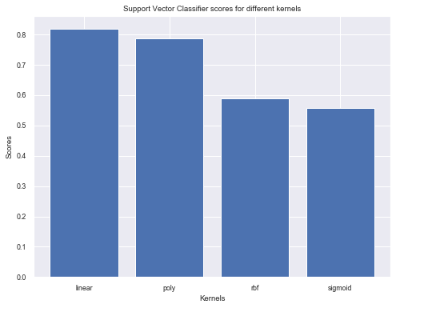 Support Vector Classifier scores for different kernels
0.8
0.7
0.6
0.5
0.4
0.3
0.2
0.1
0.0
Scores
linear poly rbf sigmoid
Kernels